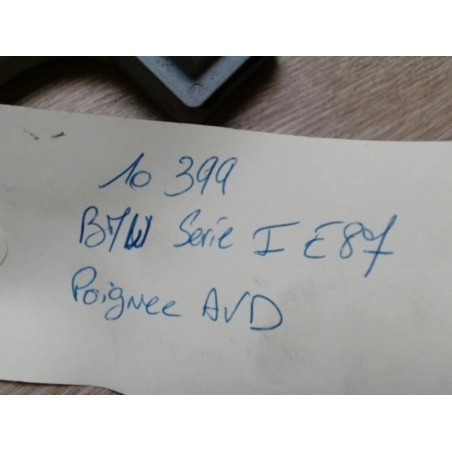 10 399
BMW Serie I E87
Poignee AVD